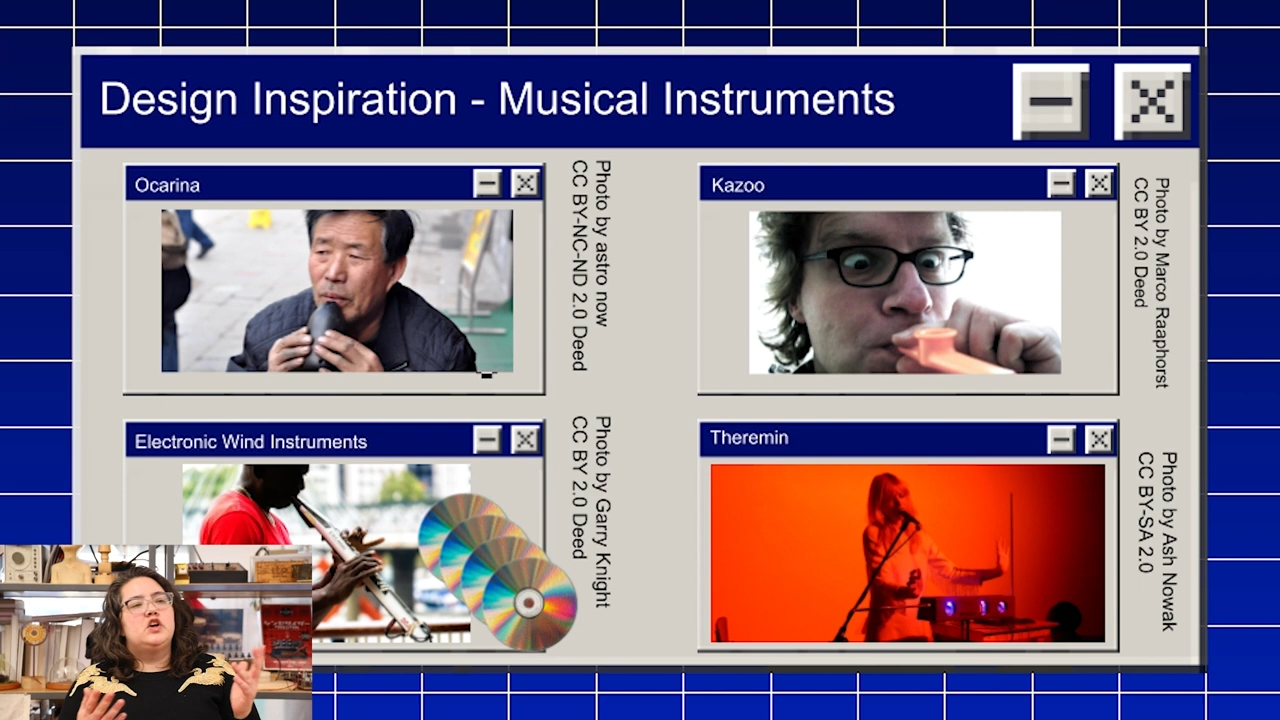 Design Inspiration - Musical Instruments
Ocarina
Photo by astro now
CC BY-NC-ND 2.0 Deed
Kazoo
Photo by Marco Raaphorst
CC BY 2.0 Deed
Electronic Wind Instruments
Photo by Garry Knight
CC BY 2.0 Deed
Theremin
Photo by Ash Nowak
CC BY-SA 2.0